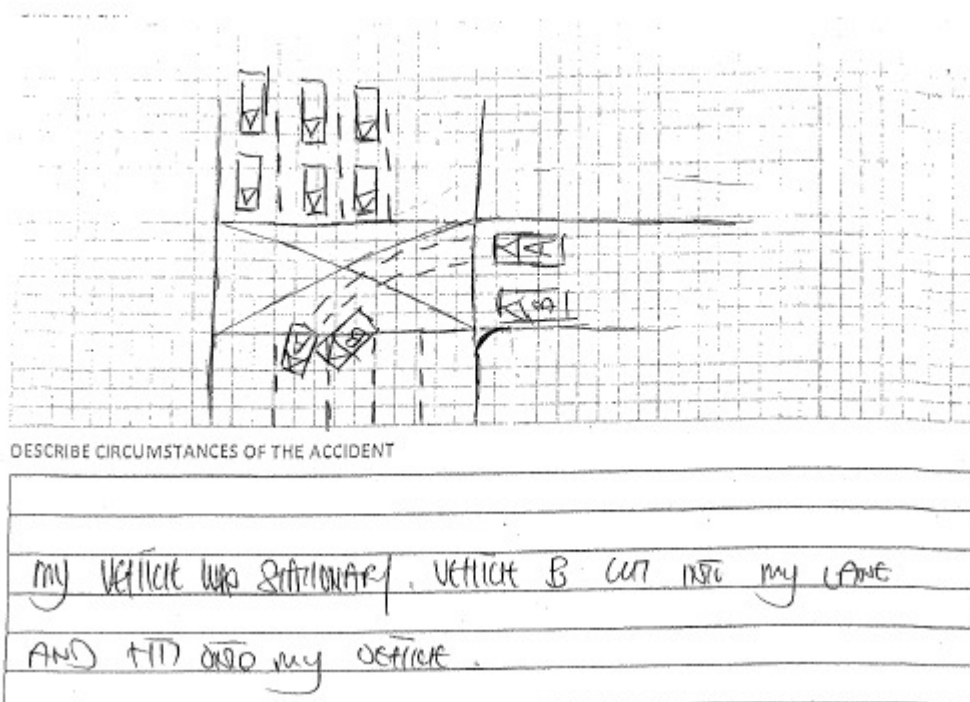 A
B
A
B
DESCRIBE CIRCUMSTANCES OF THE ACCIDENT
MY VEHICLE WAS STATIONARY. VEHICLE B CUT INTO MY LANE
AND HIT ONTO MY VEHICLE.